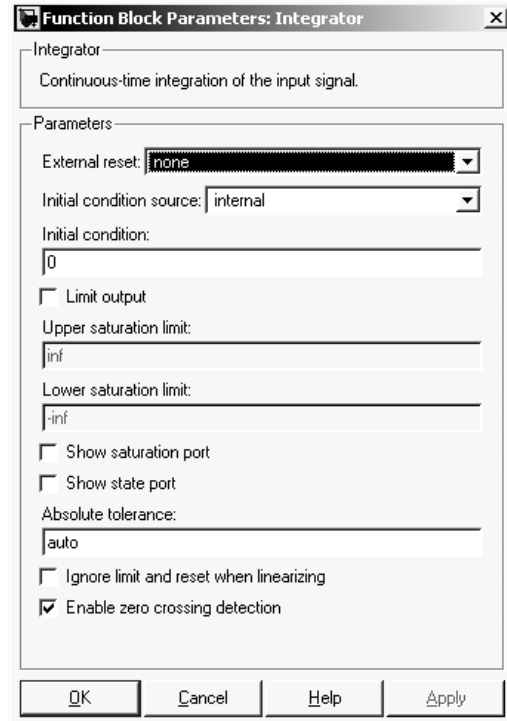 Function Block Parameters: Integrator
Integrator
Continuous-time integration of the input signal.
Parameters
External reset: none
Initial condition source: internal
Initial condition:
0
Limit output
Upper saturation limit:
inf
Lower saturation limit:
-inf
Show saturation port
Show state port
Absolute tolerance:
auto
Ignore limit and reset when linearizing
Enable zero crossing detection
OK Cancel Help Apply